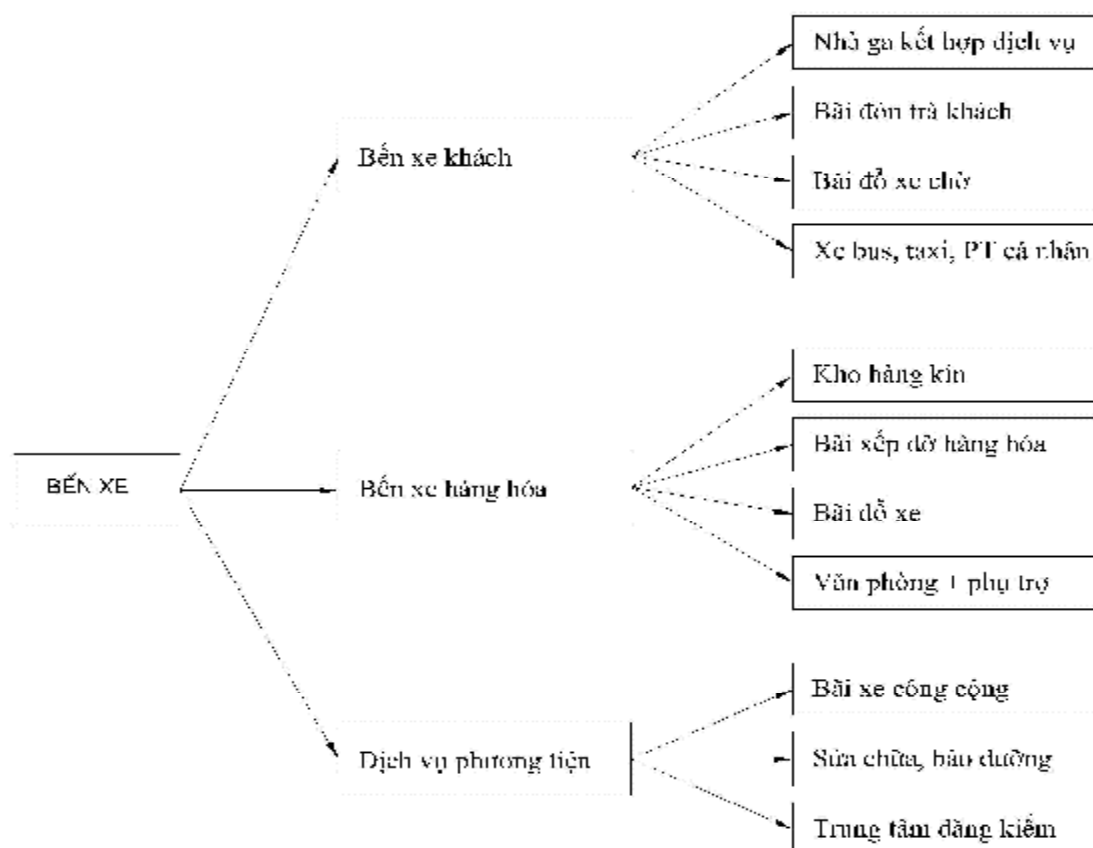 Nhà ga kết hợp dịch vụ
Bãi đón trả khách
Bến xe khách
Bãi đỗ xe chờ
Xe bus, taxi, PT cá nhân
Kho hàng kín
Bãi xếp dỡ hàng hóa
BẾN XE
Bến xe hàng hóa
Bãi đỗ xe
Văn phòng + phụ trợ
Bãi xe công cộng
Dịch vụ phương tiện
Sửa chữa, bảo dưỡng
Trung tâm đăng kiểm